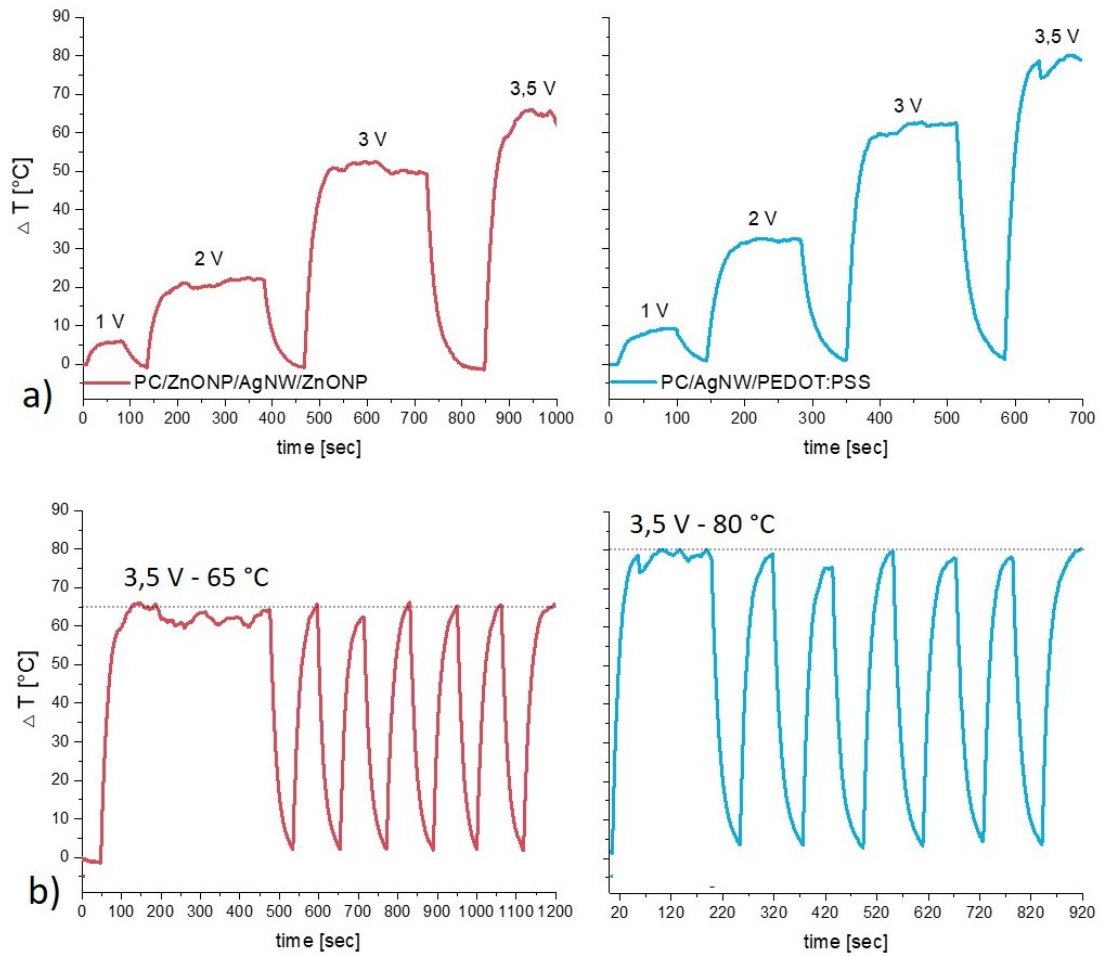 90
80
70
60
50
40
30
20
10
0
△ T [°C]
1 V
2 V
3 V
3,5 V
PC/ZnONP/AgNW/ZnONP
0 100 200 300 400 500 600 700 800 900 1000
time [sec]
1 V
2 V
3 V
3,5 V
PC/AgNW/PEDOT:PSS
0 100 200 300 400 500 600 700
time [sec]
a)
90
80
70
60
50
40
30
20
10
0
△ T [°C]
3,5 V - 65 °C
0 100 200 300 400 500 600 700 800 900 1000 1100 1200
time [sec]
3,5 V - 80 °C
20 120 220 320 420 520 620 720 820 920
time [sec]
b)